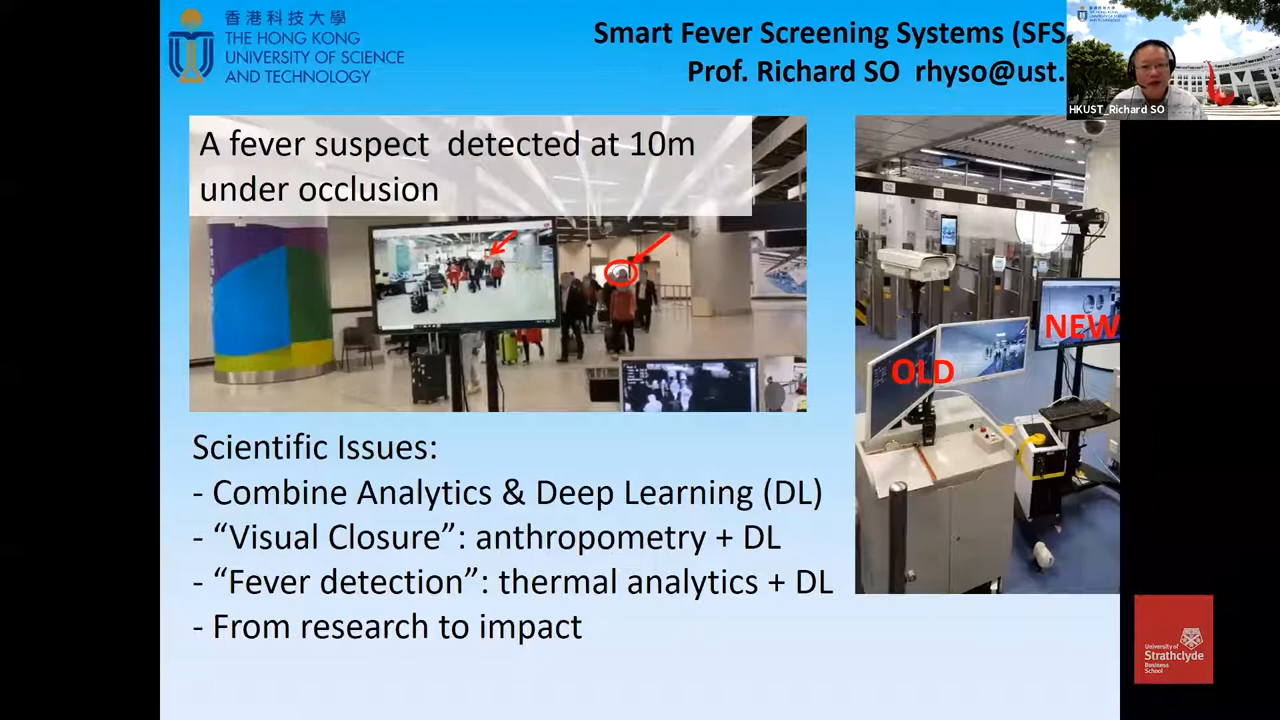 香港科技大學
THE HONG KONG
UNIVERSITY OF SCIENCE
AND TECHNOLOGY
Smart Fever Screening Systems (SFS
Prof. Richard SO rhyso@ust.
HKUST_Richard SO
A fever suspect detected at 10m
under occlusion
OLD
NEW
Scientific Issues:
- Combine Analytics & Deep Learning (DL)
- “Visual Closure”: anthropometry + DL
- “Fever detection”: thermal analytics + DL
- From research to impact
University of
Strathclyde
Business
School